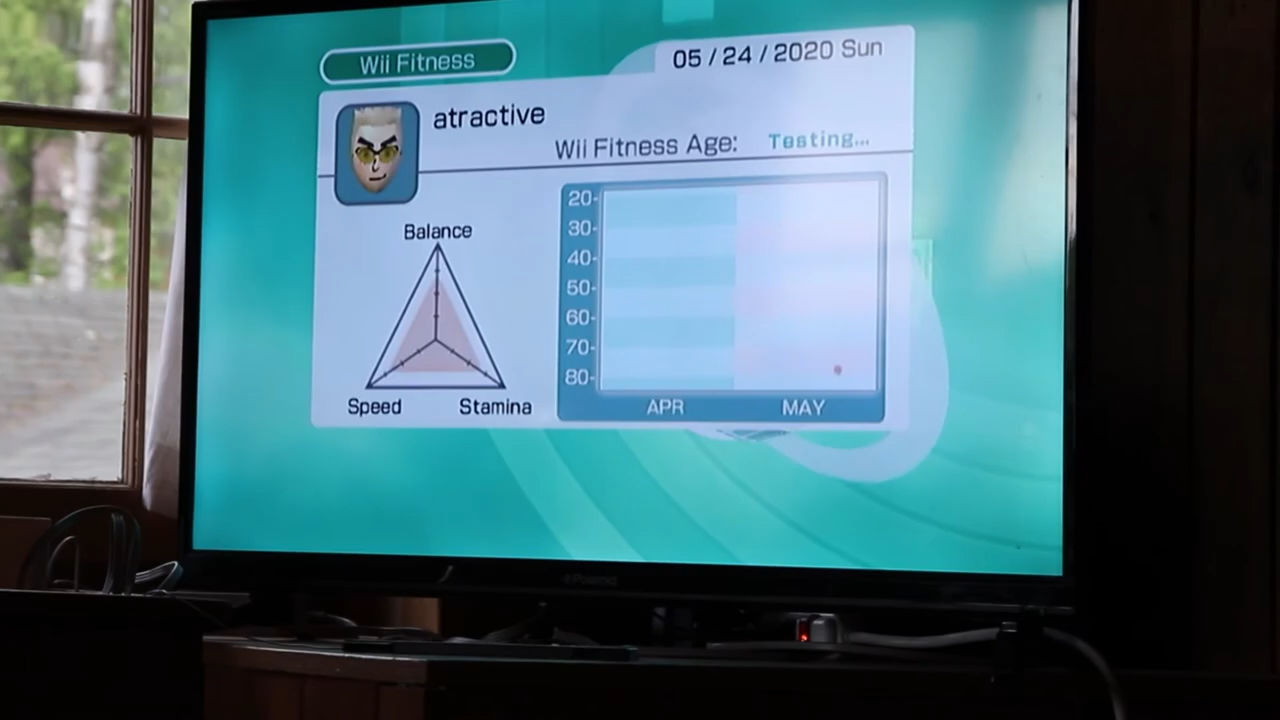 Wii Fitness
05 / 24 / 2020 Sun
atractive
Wii Fitness Age: Testing...
Balance
Speed
Stamina
20-
30-
40-
50-
60-
70-
80-
APR
MAY